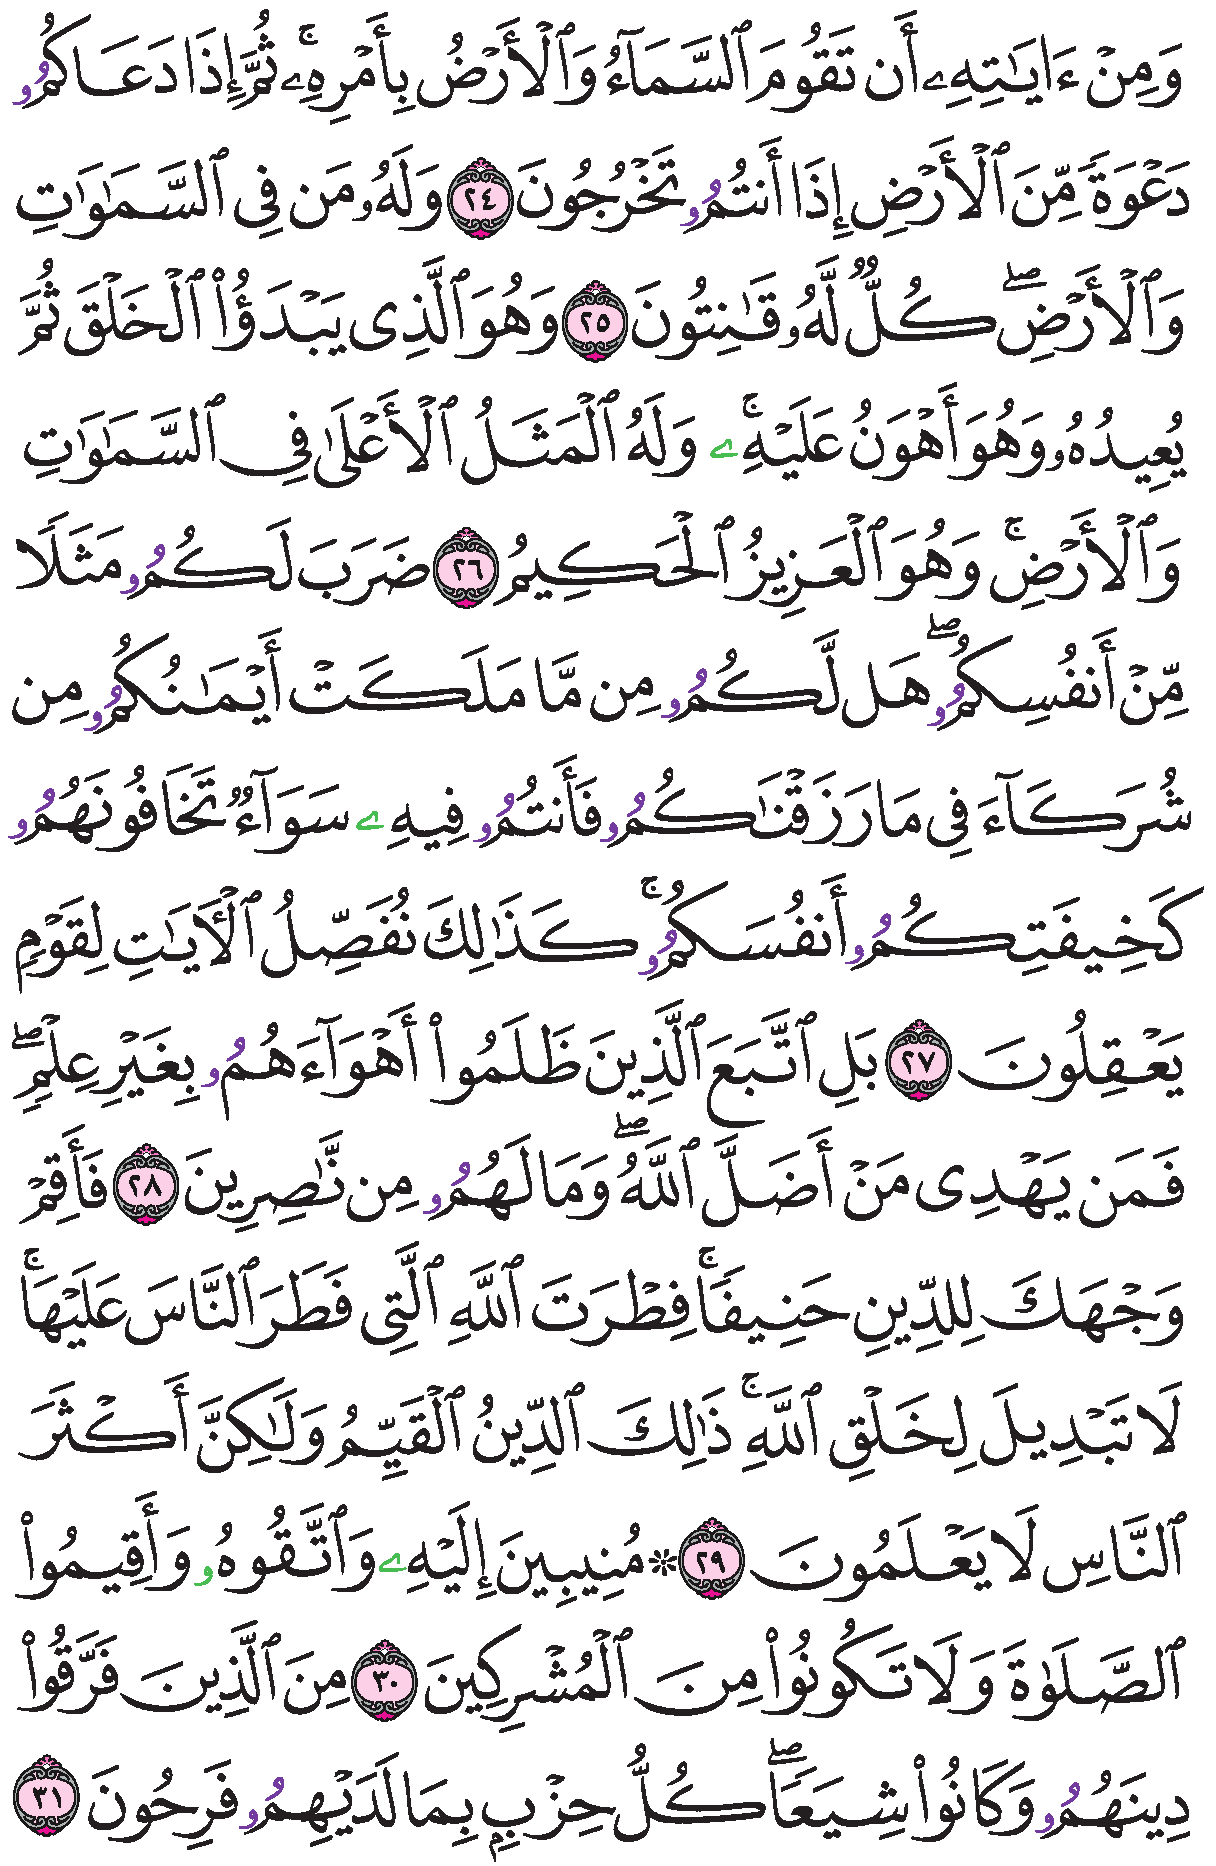 وَمِنْ ءَايَٰتِهِۦٓ أَن تَقُومَ ٱلسَّمَآءُ وَٱلْأَرْضُ بِأَمْرِهِۦۚ ثُمَّ إِذَا دَعَاكُمُۥ
دَعْوَةً مِّنَ ٱلْأَرْضِ إِذَا أَنتُمُۥ تَخْرُجُونَ ٢٤ وَلَهُۥ مَن فِى ٱلسَّمَٰوَٰتِ
وَٱلْأَرْضِۖ كُلٌّ لَّهُۥ قَٰنِتُونَ ٢٥ وَهُوَ ٱلَّذِى يَبْدَؤُا۟ ٱلْخَلْقَ ثُمَّ
يُعِيدُهُۥ وَهُوَ أَهْوَنُ عَلَيْهِۦۚ وَلَهُ ٱلْمَثَلُ ٱلْأَعْلَىٰ فِى ٱلسَّمَٰوَٰتِ
وَٱلْأَرْضِۚ وَهُوَ ٱلْعَزِيزُ ٱلْحَكِيمُ ٢٦ ضَرَبَ لَكُمُۥ مَثَلًا
مِّنْ أَنفُسِكُمُۥۖ هَل لَّكُمُۥ مِن مَّا مَلَكَتْ أَيْمَٰنُكُمُۥ مِن
شُرَكَآءَ فِى مَا رَزَقْنَٰكُمُۥ فَأَنتُمُۥ فِيهِۦ سَوَآءٌ تَخَافُونَهُمُۥ
كَخِيفَتِكُمُۥ أَنفُسَكُمُۥۚ كَذَٰلِكَ نُفَصِّلُ ٱلْأَيَٰتِ لِقَوْمٍ
يَعْقِلُونَ ٢٧ بَلِ ٱتَّبَعَ ٱلَّذِينَ ظَلَمُوا۟ أَهْوَآءَهُمُۥ بِغَيْرِ عِلْمٍۖ
فَمَن يَهْدِى مَنْ أَضَلَّ ٱللَّهُۖ وَمَا لَهُمُۥ مِن نَّٰصِرِينَ ٢٨ فَأَقِمْ
وَجْهَكَ لِلدِّينِ حَنِيفًاۚ فِطْرَتَ ٱللَّهِ ٱلَّتِى فَطَرَ ٱلنَّاسَ عَلَيْهَاۚ
لَا تَبْدِيلَ لِخَلْقِ ٱللَّهِۚ ذَٰلِكَ ٱلدِّينُ ٱلْقَيِّمُ وَلَٰكِنَّ أَكْثَرَ
ٱلنَّاسِ لَا يَعْلَمُونَ ٢٩ ۞ مُنِيبِينَ إِلَيْهِۦ وَٱتَّقُوهُۥ وَأَقِيمُوا۟
ٱلصَّلَوٰةَ وَلَا تَكُونُوا۟ مِنَ ٱلْمُشْرِكِينَ ٣٠ مِنَ ٱلَّذِينَ فَرَّقُوا۟
دِينَهُمُۥ وَكَانُوا۟ شِيَعًاۖ كُلُّ حِزْبٍ بِمَا لَدَيْهِمُۥ فَرِحُونَ ٣١